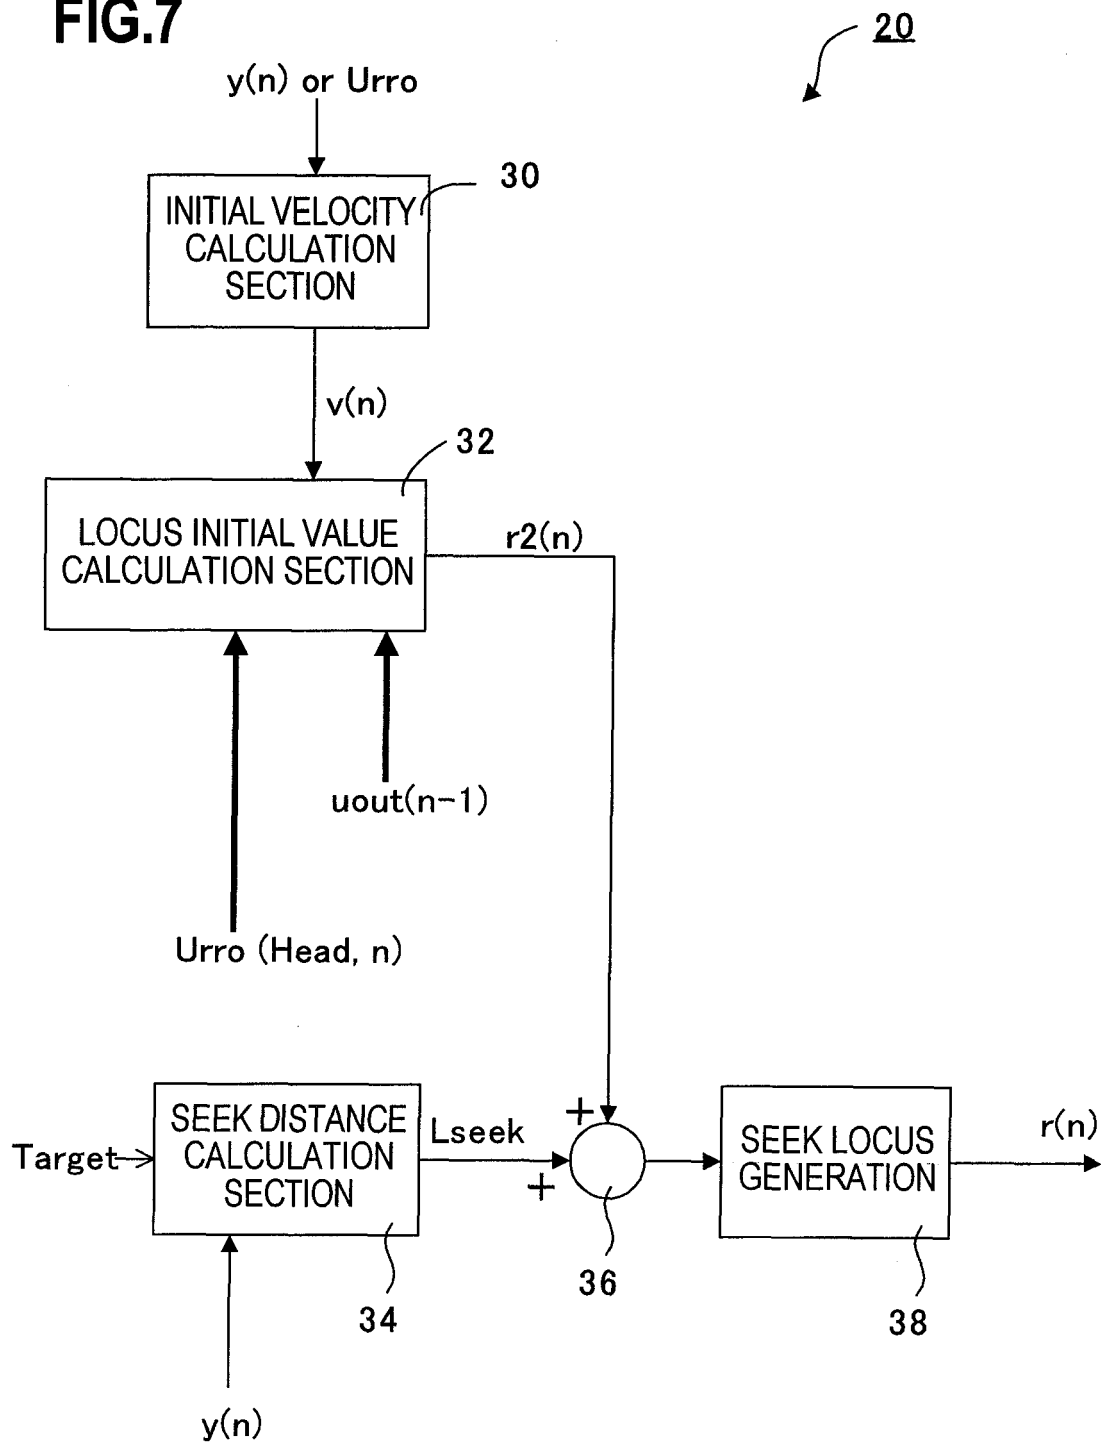 FIG.7
20
y(n) or Urro
30
INITIAL VELOCITY
CALCULATION
SECTION
v(n)
32
LOCUS INITIAL VALUE
CALCULATION SECTION
r2(n)
uout(n-1)
Urro (Head, n)
SEEK DISTANCE
CALCULATION
SECTION
Target
Lseek
+
+
SEEK LOCUS
GENERATION
r(n)
36
34
38
y(n)